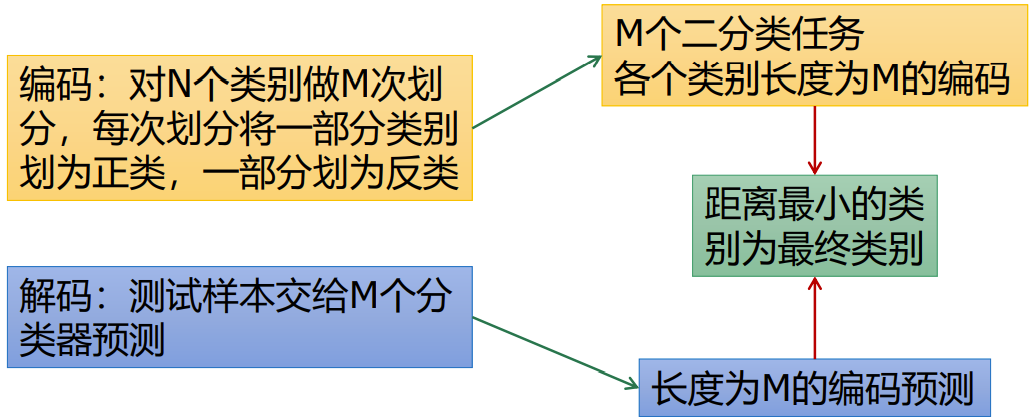 编码：对N个类别做M次划
分，每次划分将一部分类别
划为正类，一部分划为反类
M个二分类任务
各个类别长度为M的编码
距离最小的类
别为最终类别
解码：测试样本交给M个分
类器预测
长度为M的编码预测